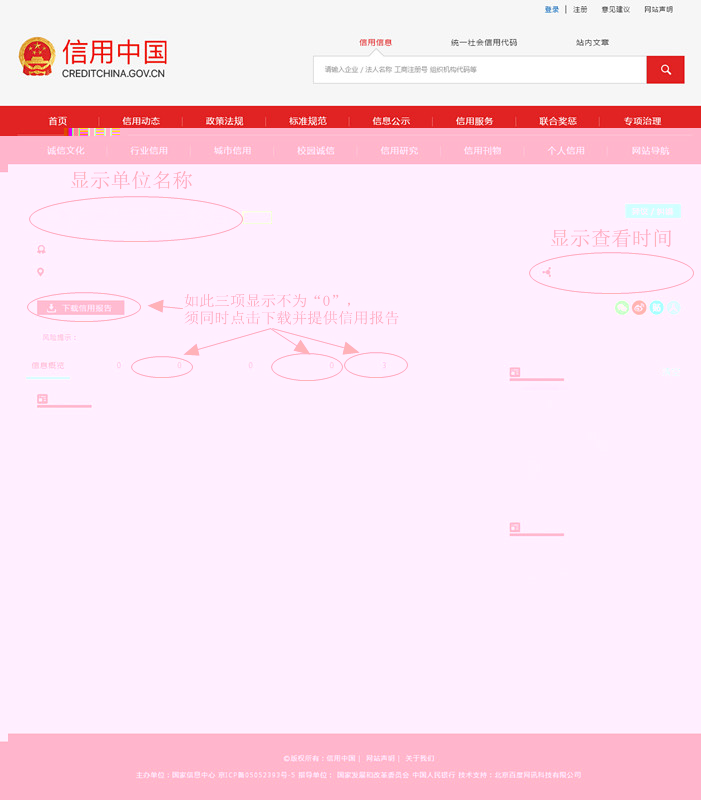 登录 | 注册 意见建议 网站声明
信用中国
CREDITCHINA.GOV.CN
信用信息 统一社会信用代码 站内文章
请输入企业 / 法人名称 工商注册号 组织机构代码等
首页 信用动态 政策法规 标准规范 信息公示 信用服务 联合奖惩 专项治理
诚信文化 行业信用 城市信用 校园诚信 信用研究 信用刊物 个人信用 网站导航
显示单位名称
显示查看时间
如此三项显示不为“0”，
须同时点击下载并提供信用报告
下载信用报告
风险提示：
信息概览 0 0 0 0
©版权所有：信用中国 | 网站声明 | 关于我们
主办单位：国家信息中心 京ICP备05052393号-5 指导单位： 国家发展和改革委员会 中国人民银行 技术支持：北京百度网讯科技有限公司